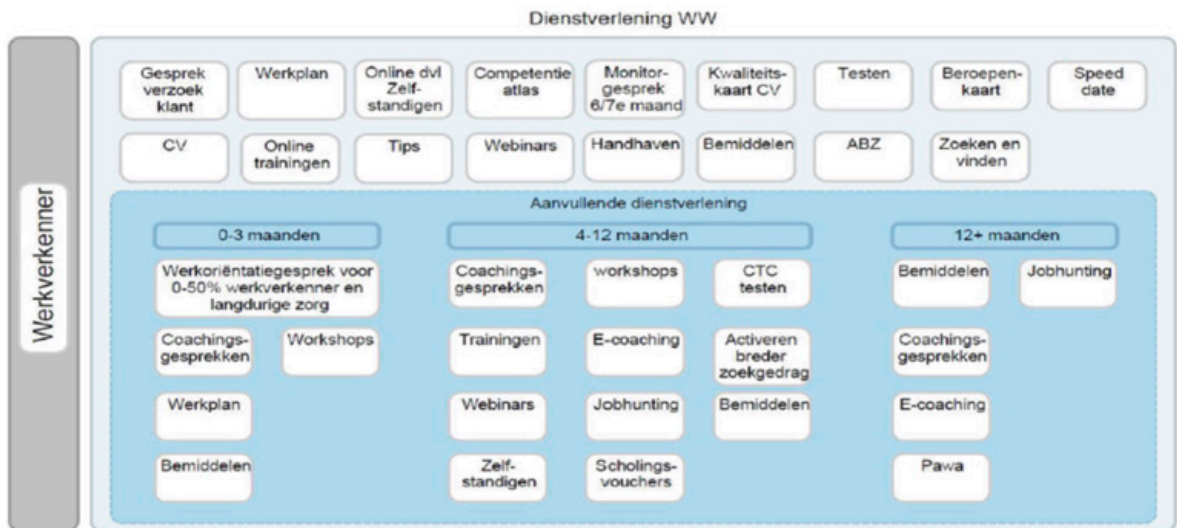 Dienstverlening WW
Werkverkenner
Gesprek
verzoek
klant
Werkplan
Online dvl
Zelf-
standigen
Competentie
atlas
Monitor-
gesprek
6/7e maand
Kwaliteits-
kaart CV
Testen
Beroepen-
kaart
Speed
date
CV
Online
trainingen
Tips
Webinars
Handhaven
Bemiddelen
ABZ
Zoeken en
vinden
Aanvullende dienstverlening
0-3 maanden
Werkoriëntatiegesprek voor
0-50% werkverkenner en
langdurige zorg
Coachings-
gesprekken
Workshops
Werkplan
Bemiddelen
4-12 maanden
Coachings-
gesprekken
workshops
CTC
testen
Trainingen
E-coaching
Activeren
breder
zoekgedrag
Webinars
Jobhunting
Bemiddelen
Zelf-
standigen
Scholings-
vouchers
12+ maanden
Bemiddelen
Jobhunting
Coachings-
gesprekken
E-coaching
Pawa